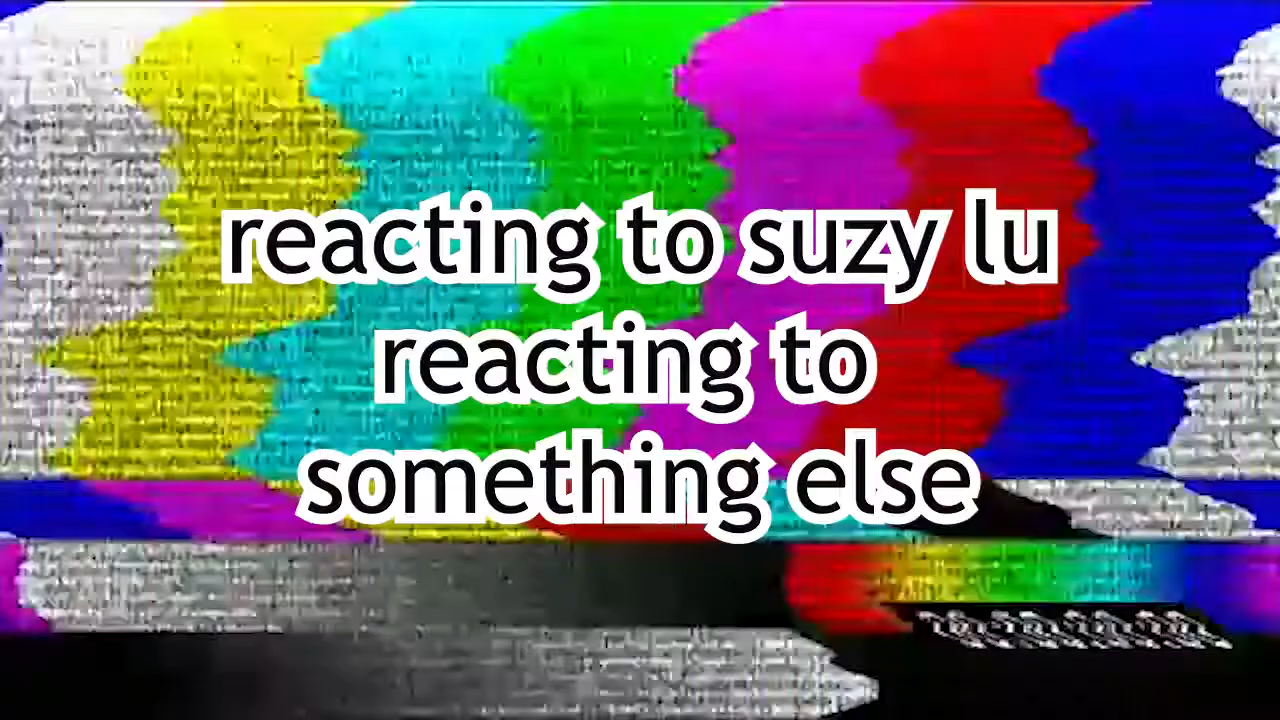 reacting to suzy lu
reacting to
something else